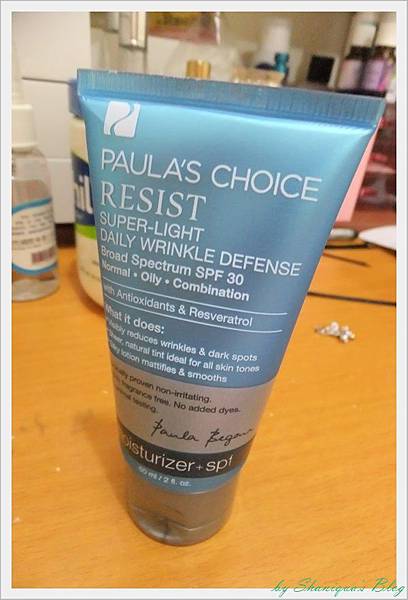 PAULA'S CHOICE
RESIST
SUPER-LIGHT
DAILY WRINKLE DEFENSE
Broad Spectrum SPF 30
Normal • Oily • Combination
with Antioxidants & Resveratrol
What it does:
reduces wrinkles & dark spots
natural tint ideal for all skin tones
lotion mattifies & smooths
proven non-irritating.
fragrance free. No added dyes.
testing.
Paula Begoun
moisturizer + spf
60 ml / 2 fl. oz.
by Shaniqua's Blog